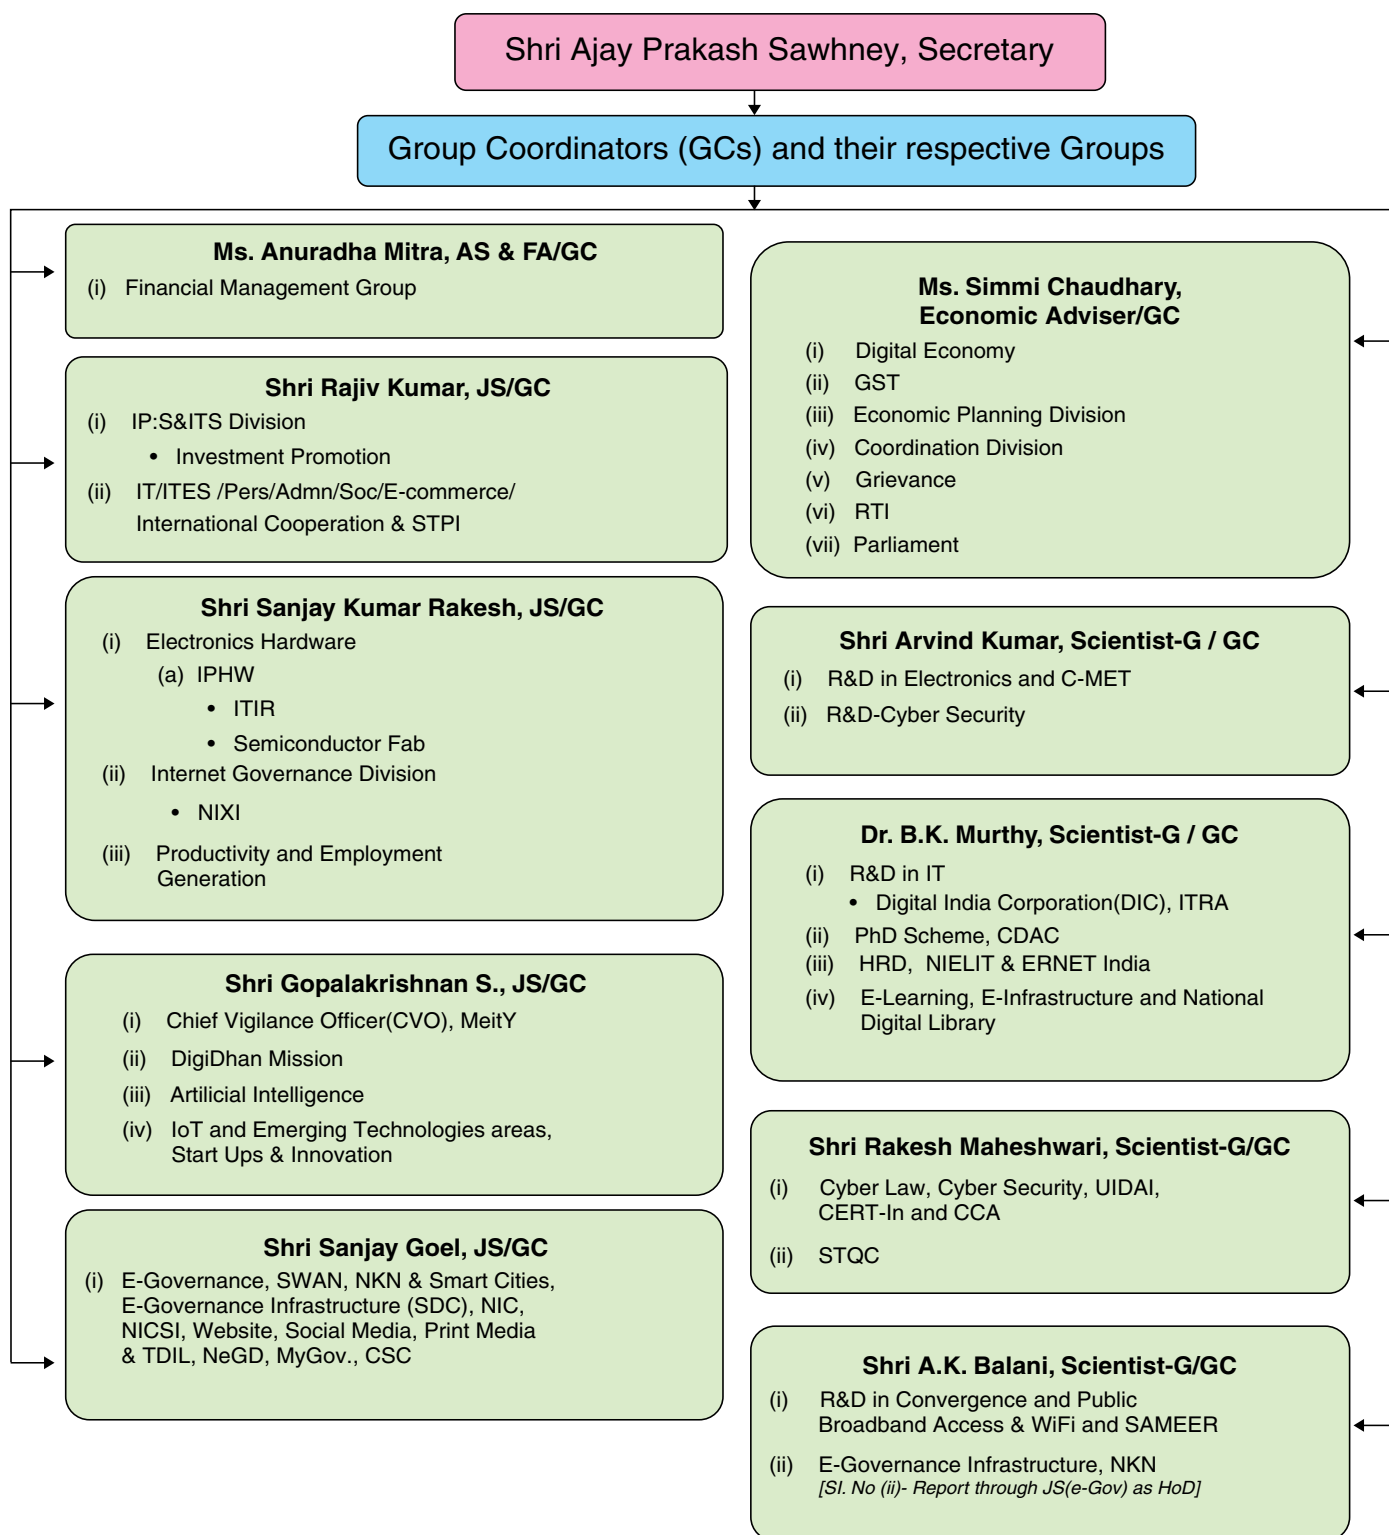 Shri Ajay Prakash Sawhney, Secretary
Group Coordinators (GCs) and their respective Groups
Ms. Anuradha Mitra, AS & FA/GC
(i) Financial Management Group
Shri Rajiv Kumar, JS/GC
(i) IP:S&ITS Division
• Investment Promotion
(ii) IT/ITES /Pers/Admn/Soc/E-commerce/
International Cooperation & STPI
Shri Sanjay Kumar Rakesh, JS/GC
(i) Electronics Hardware
(a) IPHW
• ITIR
• Semiconductor Fab
(ii) Internet Governance Division
• NIXI
(iii) Productivity and Employment
Generation
Shri Gopalakrishnan S., JS/GC
(i) Chief Vigilance Officer(CVO), MeitY
(ii) DigiDhan Mission
(iii) Artilicial Intelligence
(iv) IoT and Emerging Technologies areas,
Start Ups & Innovation
Shri Sanjay Goel, JS/GC
(i) E-Governance, SWAN, NKN & Smart Cities,
E-Governance Infrastructure (SDC), NIC,
NICSI, Website, Social Media, Print Media
& TDIL, NeGD, MyGov., CSC
Ms. Simmi Chaudhary,
Economic Adviser/GC
(i) Digital Economy
(ii) GST
(iii) Economic Planning Division
(iv) Coordination Division
(v) Grievance
(vi) RTI
(vii) Parliament
Shri Arvind Kumar, Scientist-G / GC
(i) R&D in Electronics and C-MET
(ii) R&D-Cyber Security
Dr. B.K. Murthy, Scientist-G / GC
(i) R&D in IT
• Digital India Corporation(DIC), ITRA
(ii) PhD Scheme, CDAC
(iii) HRD, NIELIT & ERNET India
(iv) E-Learning, E-Infrastructure and National
Digital Library
Shri Rakesh Maheshwari, Scientist-G/GC
(i) Cyber Law, Cyber Security, UIDAI,
CERT-In and CCA
(ii) STQC
Shri A.K. Balani, Scientist-G/GC
(i) R&D in Convergence and Public
Broadband Access & WiFi and SAMEER
(ii) E-Governance Infrastructure, NKN
[SI. No (ii)- Report through JS(e-Gov) as HoD]